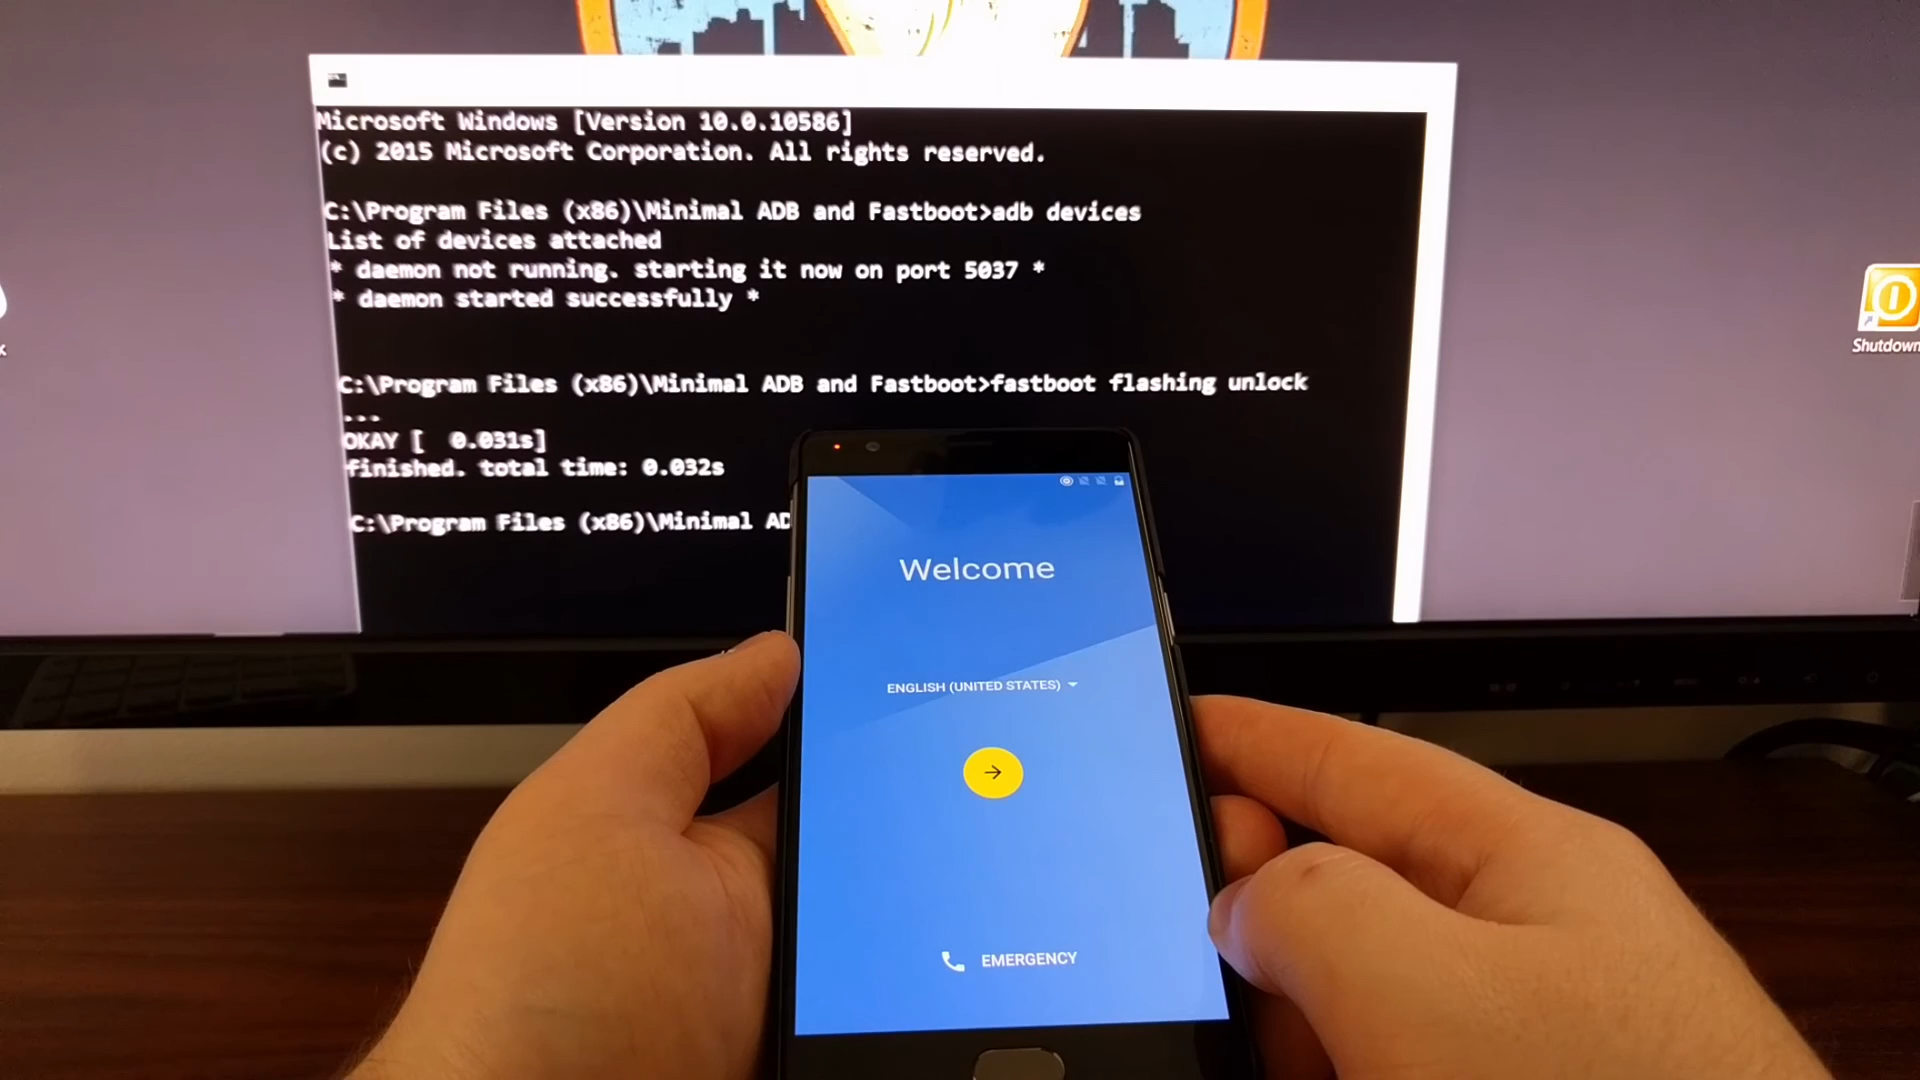 Microsoft Windows [Version 10.0.10586]
(c) 2015 Microsoft Corporation. All rights reserved.
C:\Program Files (x86)\Minimal ADB and Fastboot>adb devices
List of devices attached
* daemon not running. starting it now on port 5037 *
* daemon started successfully *
C:\Program Files (x86)\Minimal ADB and Fastboot>fastboot flashing unlock
...
OKAY [  0.031s]
finished. total time: 0.032s
C:\Program Files (x86)\Minimal AD
Shutdown
Welcome
ENGLISH (UNITED STATES)
EMERGENCY